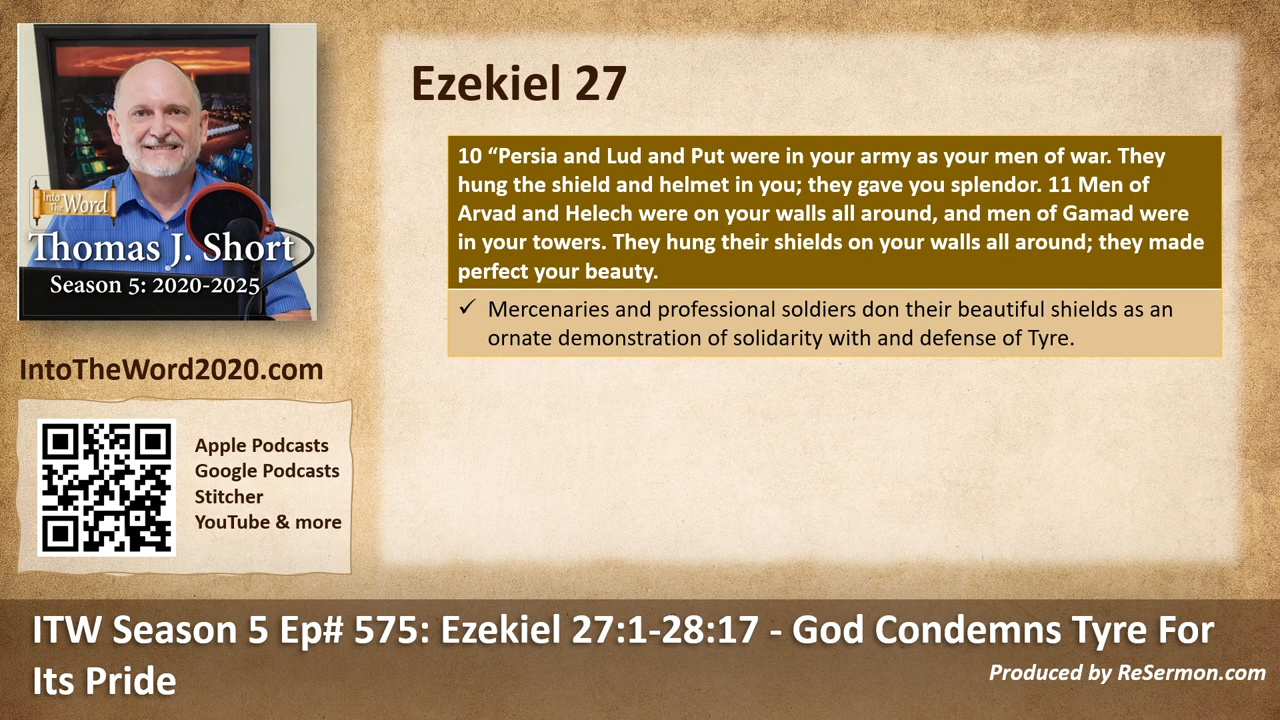 Into
The Word
Thomas J. Short
Season 5: 2020-2025
IntoTheWord2020.com
Apple Podcasts
Google Podcasts
Stitcher
YouTube & more
Ezekiel 27
10 “Persia and Lud and Put were in your army as your men of war. They
hung the shield and helmet in you; they gave you splendor. 11 Men of
Arvad and Helech were on your walls all around, and men of Gamad were
in your towers. They hung their shields on your walls all around; they made
perfect your beauty.
✓ Mercenaries and professional soldiers don their beautiful shields as an
ornate demonstration of solidarity with and defense of Tyre.
ITW Season 5 Ep# 575: Ezekiel 27:1-28:17 - God Condemns Tyre For
Its Pride
Produced by ReSermon.com